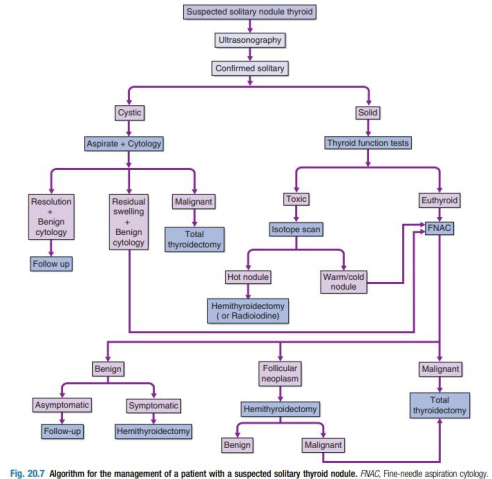 Suspected solitary nodule thyroid
Ultrasonography
Confirmed solitary
Cystic
Solid
Aspirate + Cytology
Thyroid function tests
Resolution
+
Benign
cytology
Residual
swelling
+
Benign
cytology
Malignant
Toxic
Euthyroid
Total
thyroidectomy
Isotope scan
FNAC
Follow up
Hot nodule
Warm/cold
nodule
Hemithyroidectomy
( or Radioiodine)
Benign
Follicular
neoplasm
Malignant
Asymptomatic
Symptomatic
Hemithyroidectomy
Total
thyroidectomy
Follow-up
Hemithyroidectomy
Benign
Malignant
Fig. 20.7 Algorithm for the management of a patient with a suspected solitary thyroid nodule. FNAC, Fine-needle aspiration cytology.